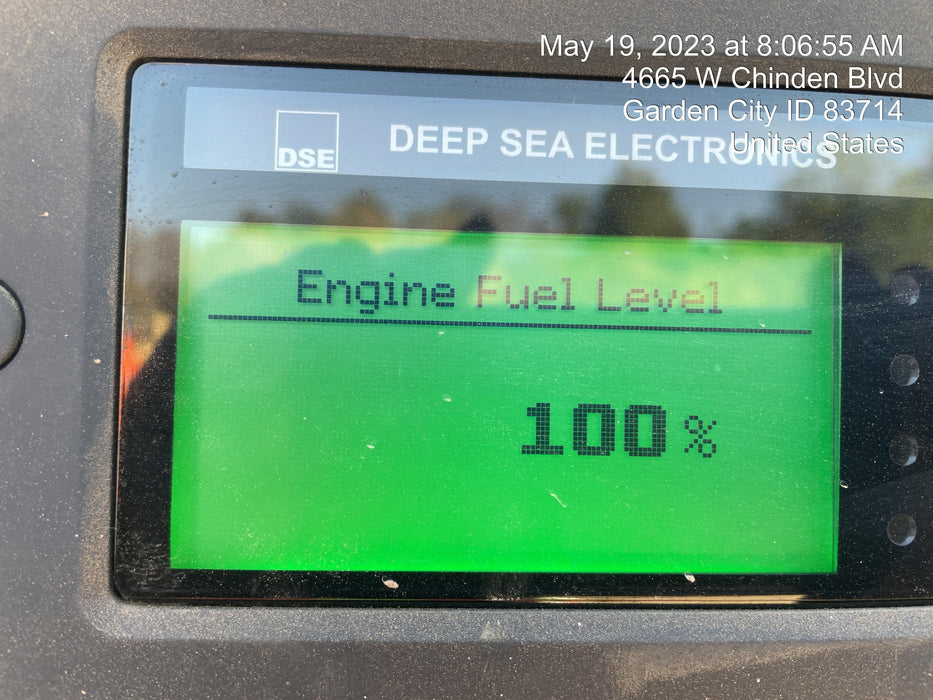 May 19, 2023 at 8:06:55 AM
4665 W Chinden Blvd
Garden City ID 83714
United States
DSE
DEEP SEA ELECTRONICS
Engine Fuel Level
100 %